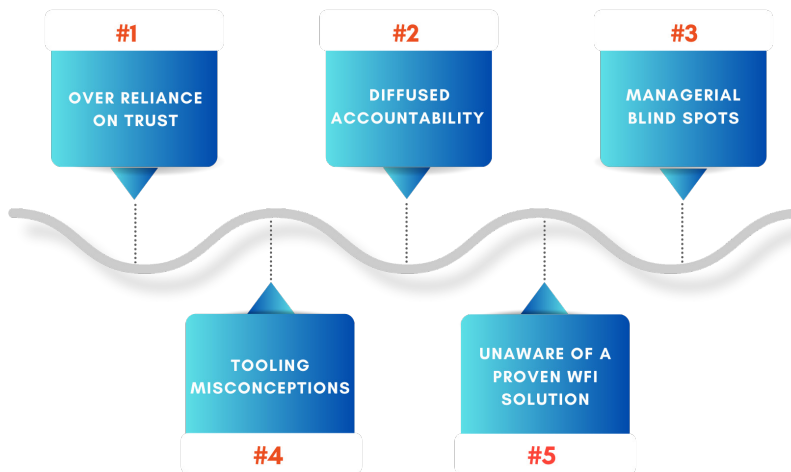 #1
OVER RELIANCE
ON TRUST
#2
DIFFUSED
ACCOUNTABILITY
#3
MANAGERIAL
BLIND SPOTS
TOOLING
MISCONCEPTIONS
#4
UNAWARE OF A
PROVEN WFI
SOLUTION
#5